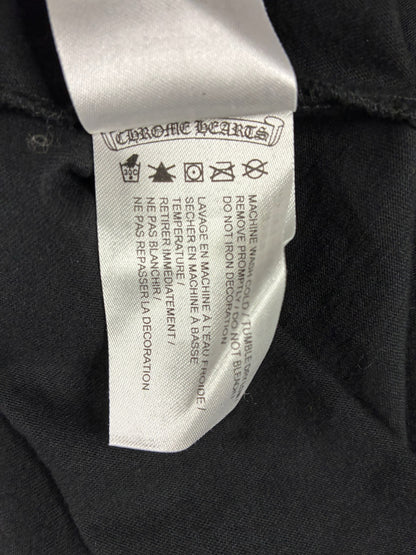 CHROME HEARTS
30C
MACHINE WASH COLD / TUMBLE DRY
REMOVE PROMPTLY / DO NOT BLEACH
DO NOT IRON DECORATION
LAVAGE EN MACHINE À L'EAU FROIDE /
SECHER EN MACHINE À BASSE
TEMPERATURE /
RETIRER IMMÉDIATEMENT /
NE PAS BLANCHIR /
NE PAS REPASSER LA DECORATION